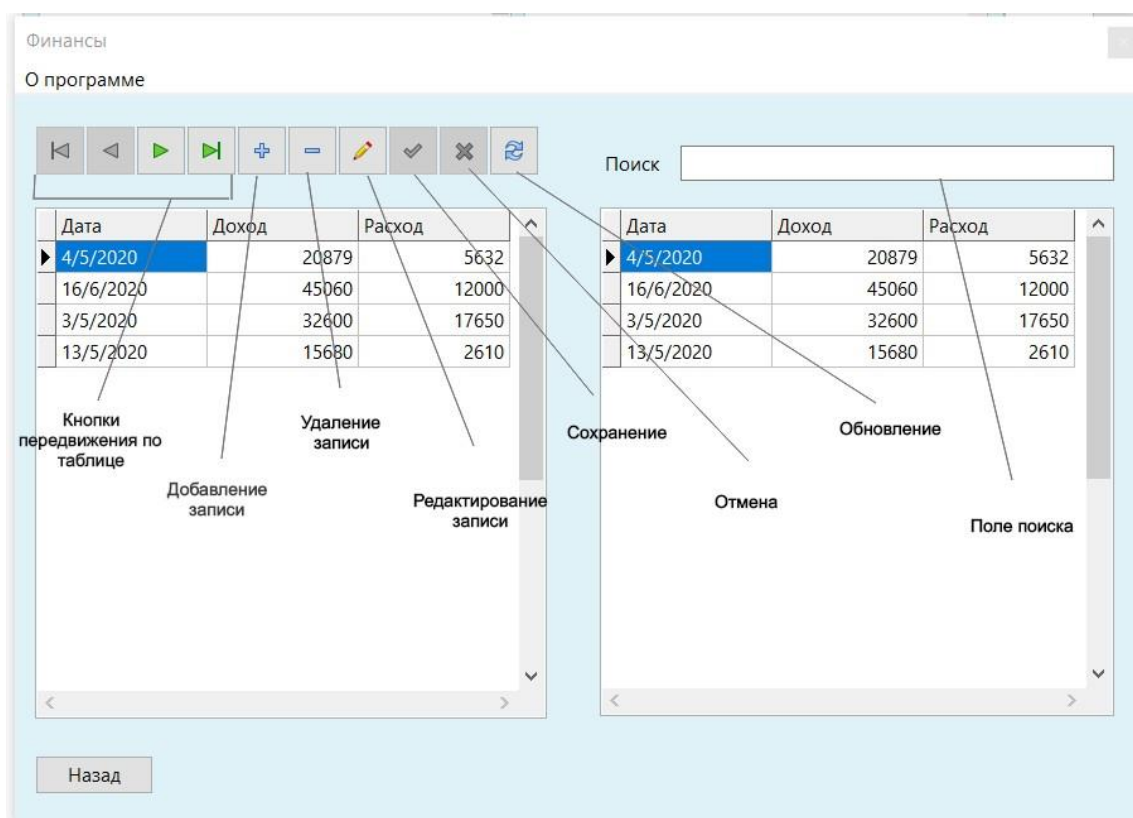 Финансы
О программе
Поиск
Дата Доход Расход
4/5/2020 20879 5632
16/6/2020 45060 12000
3/5/2020 32600 17650
13/5/2020 15680 2610
Дата Доход Расход
4/5/2020 20879 5632
16/6/2020 45060 12000
3/5/2020 32600 17650
13/5/2020 15680 2610
Кнопки
передвижения по
таблице
Добавление
записи
Удаление
записи
Редактирование
записи
Сохранение
Отмена
Обновление
Поле поиска
Назад